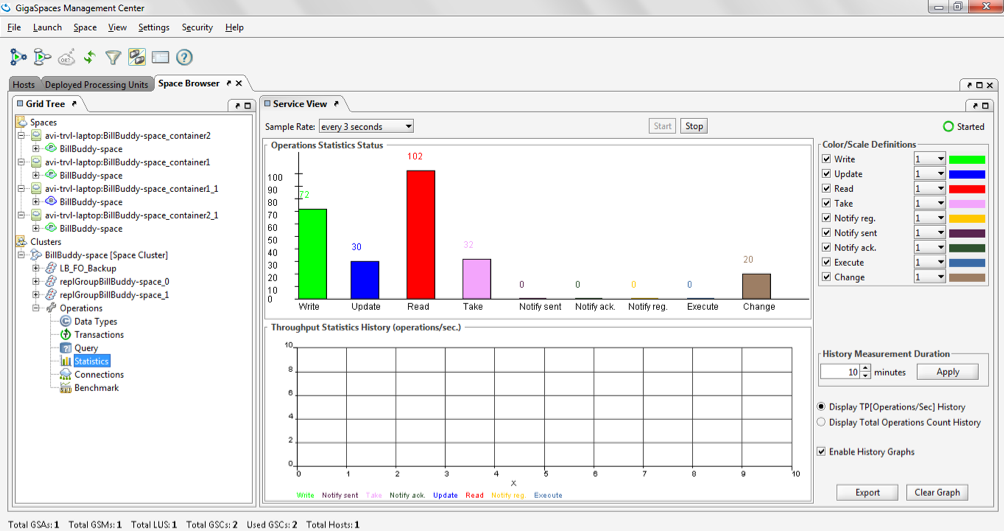 GigaSpaces Management Center
File Launch Space View Settings Security Help
Hosts Deployed Processing Units Space Browser
Grid Tree
Spaces
avi-trvl-laptop:BillBuddy-space_container2
BillBuddy-space
avi-trvl-laptop:BillBuddy-space_container1
BillBuddy-space
avi-trvl-laptop:BillBuddy-space_container1_1
BillBuddy-space
avi-trvl-laptop:BillBuddy-space_container2_1
BillBuddy-space
Clusters
BillBuddy-space [Space Cluster]
LB_FO_Backup
replGroupBillBuddy-space_0
replGroupBillBuddy-space_1
Operations
Data Types
Transactions
Query
Statistics
Connections
Benchmark
Service View
Sample Rate: every 3 seconds Start Stop Started
Operations Statistics Status
102
100
90
80
70
60
50
40
30
20
10
0
72
30
32
0 0 0 0
20
Write Update Read Take Notify sent Notify ack. Notify reg. Execute Change
Throughput Statistics History (operations/sec.)
10
8
6
4
2
0
0 1 2 3 4 5 6 7 8 9 10
X
Write Notify sent Take Notify ack. Update Read Notify reg. Execute
Color/Scale Definitions
Write 1
Update 1
Read 1
Take 1
Notify reg. 1
Notify sent 1
Notify ack. 1
Execute 1
Change 1
History Measurement Duration
10 minutes Apply
Display TP[Operations/Sec] History
Display Total Operations Count History
Enable History Graphs
Export Clear Graph
Total GSAs: 1 Total GSMs: 1 Total LUS: 1 Total GSCs: 2 Used GSCs: 2 Total Hosts: 1